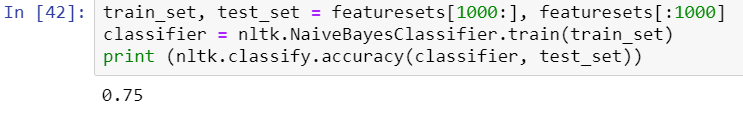 In [42]: train_set, test_set = featuresets[1000:], featuresets[:1000]
classifier = nltk.NaiveBayesClassifier.train(train_set)
print (nltk.classify.accuracy(classifier, test_set))
0.75